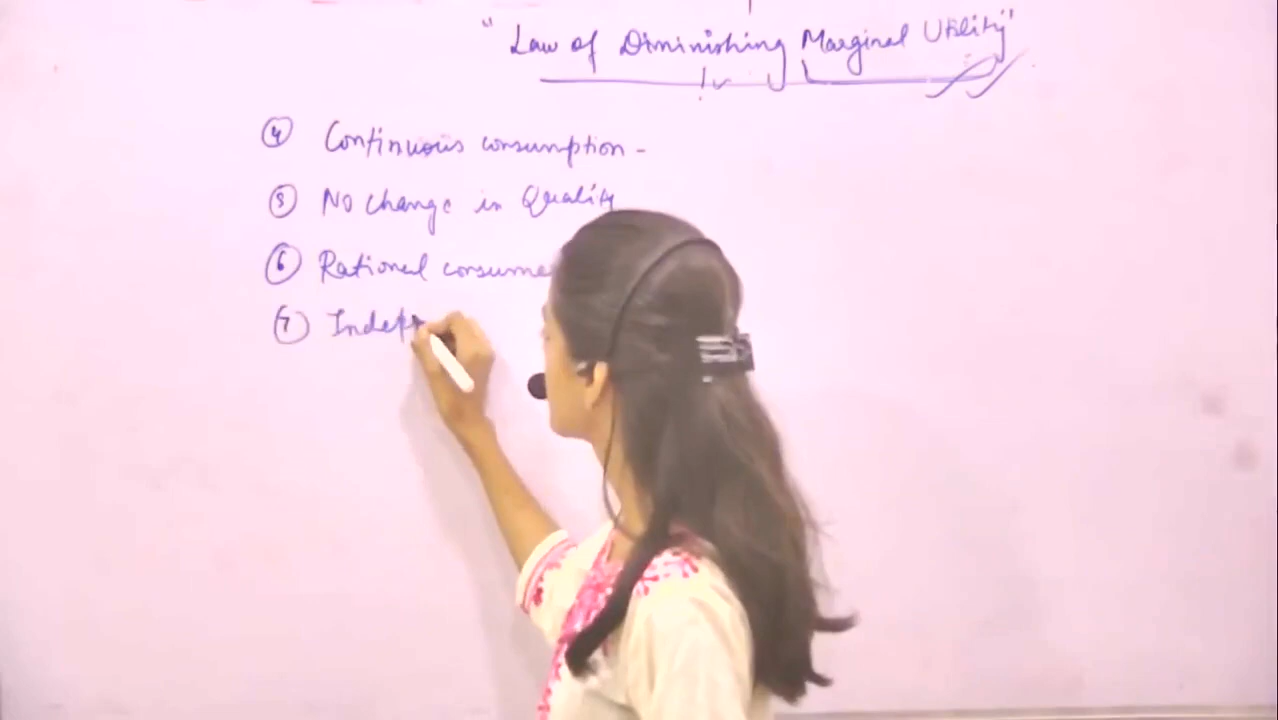 "Law of Diminishing Marginal Utility"
④ Continuous consumption -
⑤ No change in Quality
⑥ Rational consume
⑦ Indep